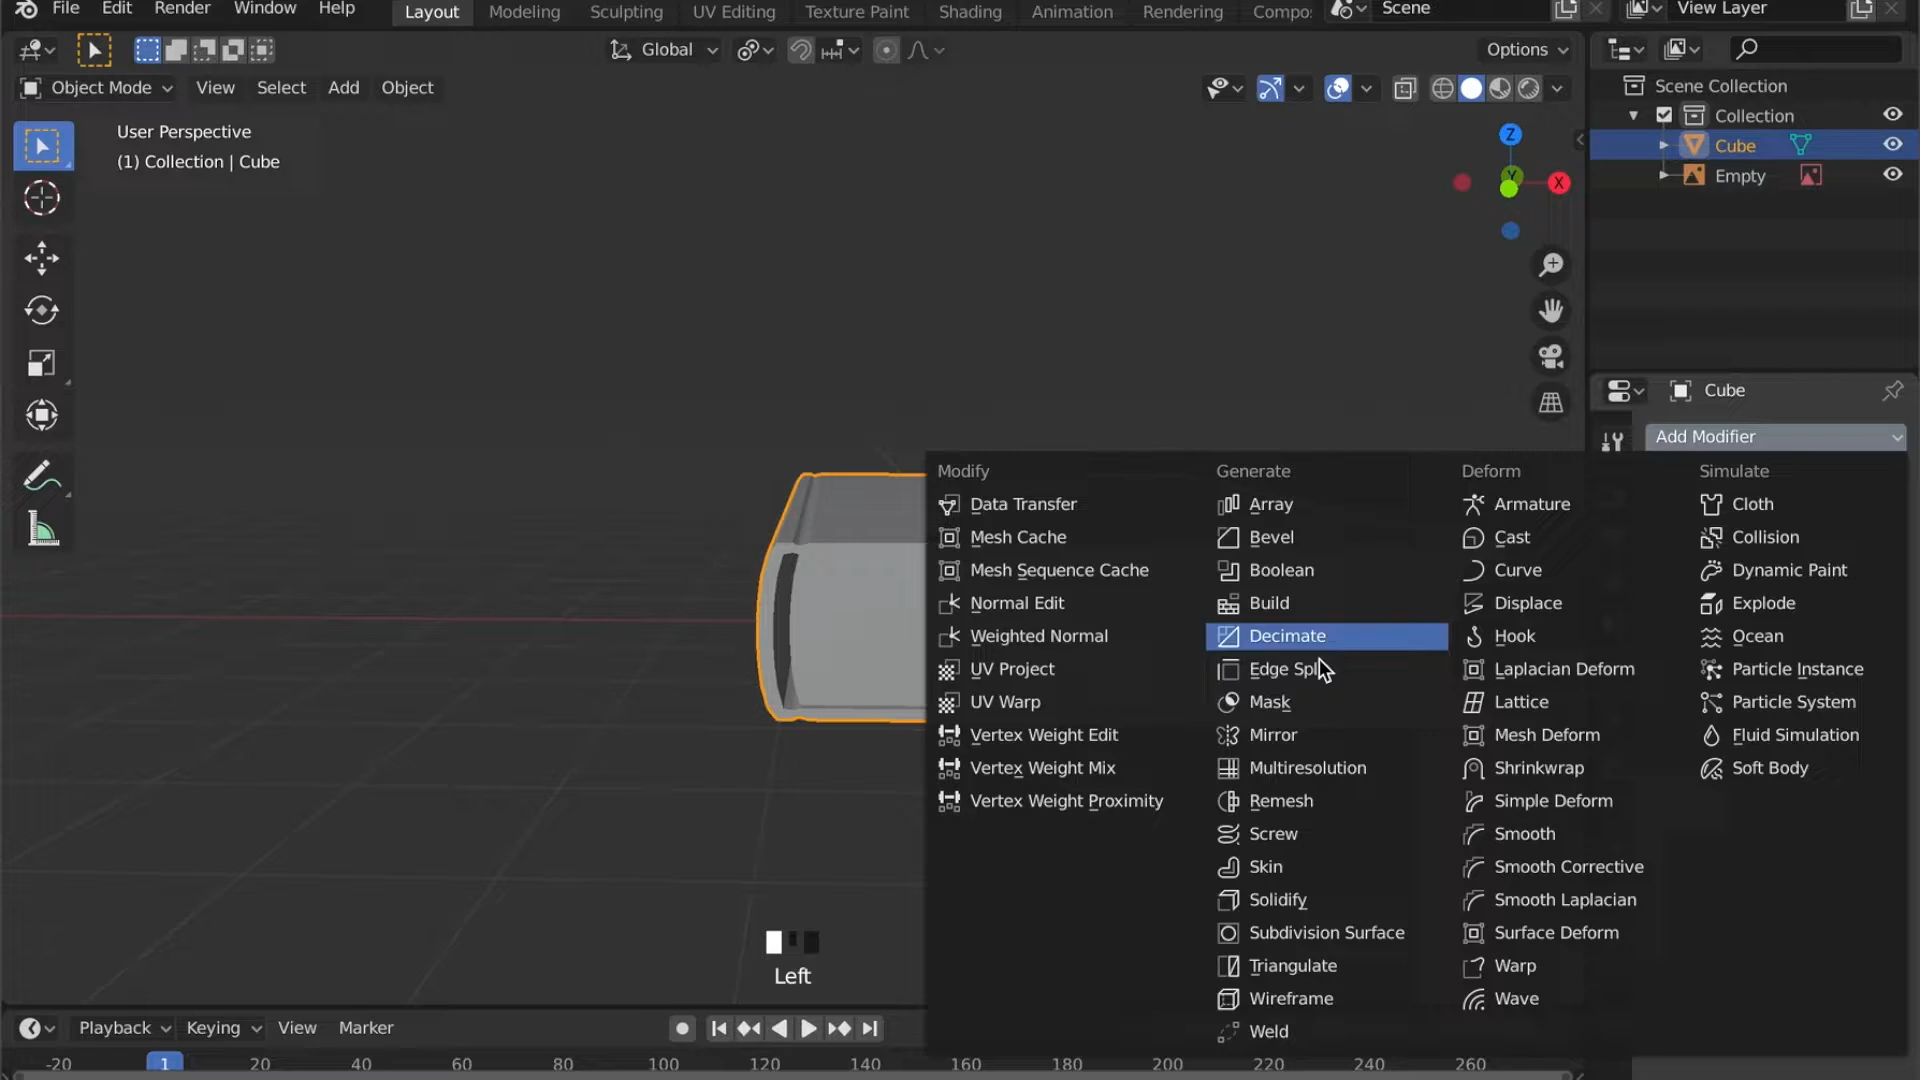 File Edit Render Window Help Layout Modeling Sculpting UV Editing Texture Paint Shading Animation Rendering Compo Scene View Layer
Global Options
Object Mode View Select Add Object
User Perspective
(1) Collection | Cube
Z
Y
X
Scene Collection
Collection
Cube
Empty
Cube
Add Modifier
Modify
Data Transfer
Mesh Cache
Mesh Sequence Cache
Normal Edit
Weighted Normal
UV Project
UV Warp
Vertex Weight Edit
Vertex Weight Mix
Vertex Weight Proximity
Generate
Array
Bevel
Boolean
Build
Decimate
Edge Spl
Mask
Mirror
Multiresolution
Remesh
Screw
Skin
Solidify
Subdivision Surface
Triangulate
Wireframe
Weld
Deform
Armature
Cast
Curve
Displace
Hook
Laplacian Deform
Lattice
Mesh Deform
Shrinkwrap
Simple Deform
Smooth
Smooth Corrective
Smooth Laplacian
Surface Deform
Warp
Wave
Simulate
Cloth
Collision
Dynamic Paint
Explode
Ocean
Particle Instance
Particle System
Fluid Simulation
Soft Body
Left
Playback Keying View Marker
-20 1 20 40 60 80 100 120 140 160 180 200 220 240 260